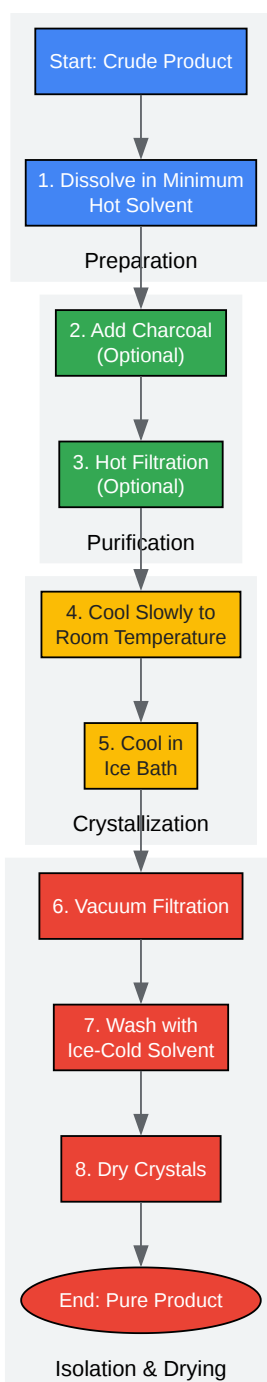 Start: Crude Product
1. Dissolve in Minimum
Hot Solvent
Preparation
2. Add Charcoal
(Optional)
3. Hot Filtration
(Optional)
Purification
4. Cool Slowly to
Room Temperature
5. Cool in
Ice Bath
Crystallization
6. Vacuum Filtration
7. Wash with
Ice-Cold Solvent
8. Dry Crystals
End: Pure Product
Isolation & Drying